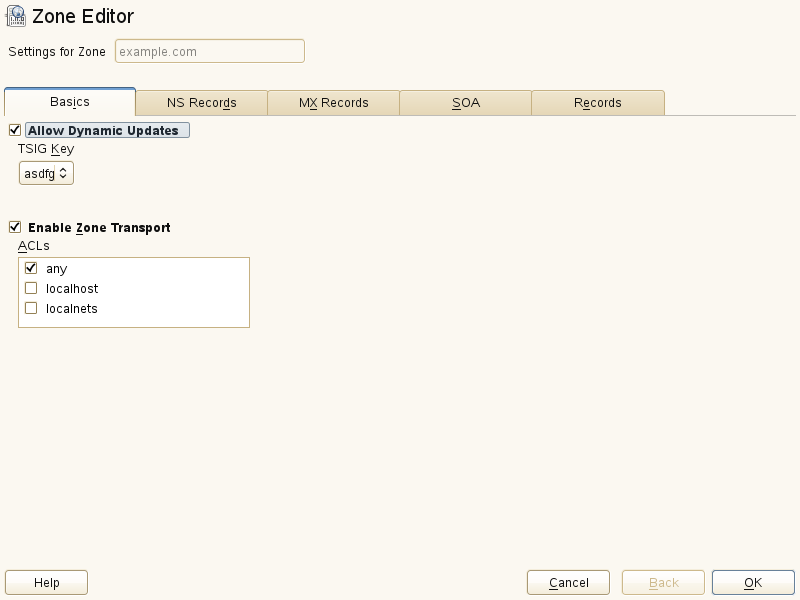 Zone Editor
Settings for Zone example.com
Basics NS Records MX Records SOA Records
Allow Dynamic Updates
TSIG Key
asdfg
Enable Zone Transport
ACLs
any
localhost
localnets
Help Cancel Back OK